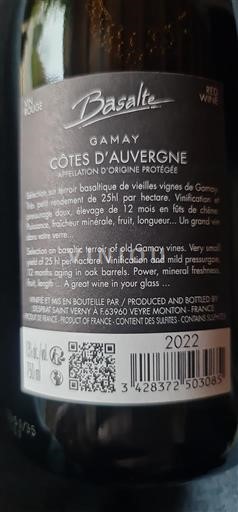 VIN
ROUGE
Basalte
RED
WINE
GAMAY
CÔTES D'AUVERGNE
APPELLATION D'ORIGINE PROTÉGÉE
Sélection sur terroir basaltique de vieilles vignes de Gamay.
Très petit rendement de 25hl par hectare. Vinification et
pressurage doux, élevage de 12 mois en fûts de chêne.
Puissance, fraîcheur minérale, fruit, longueur... Un grand vin
dans votre verre...
Selection on basaltic terroir of old Gamay vines. Very small
yield of 25 hl per hectare. Vinification and mild pressurages,
12 months aging in oak barrels. Power, mineral freshness,
fruit, length ... A great wine in your glass ...
VINIFIÉ ET MIS EN BOUTEILLE PAR / PRODUCED AND BOTTLED BY
DESPRAT SAINT VERNY À F.63960 VEYRE MONTON - FRANCE
PRODUIT DE FRANCE - PRODUCT OF FRANCE - CONTIENT DES SULFITES - CONTAINS SULPHITES
750 ml
2022
3 428372 503085